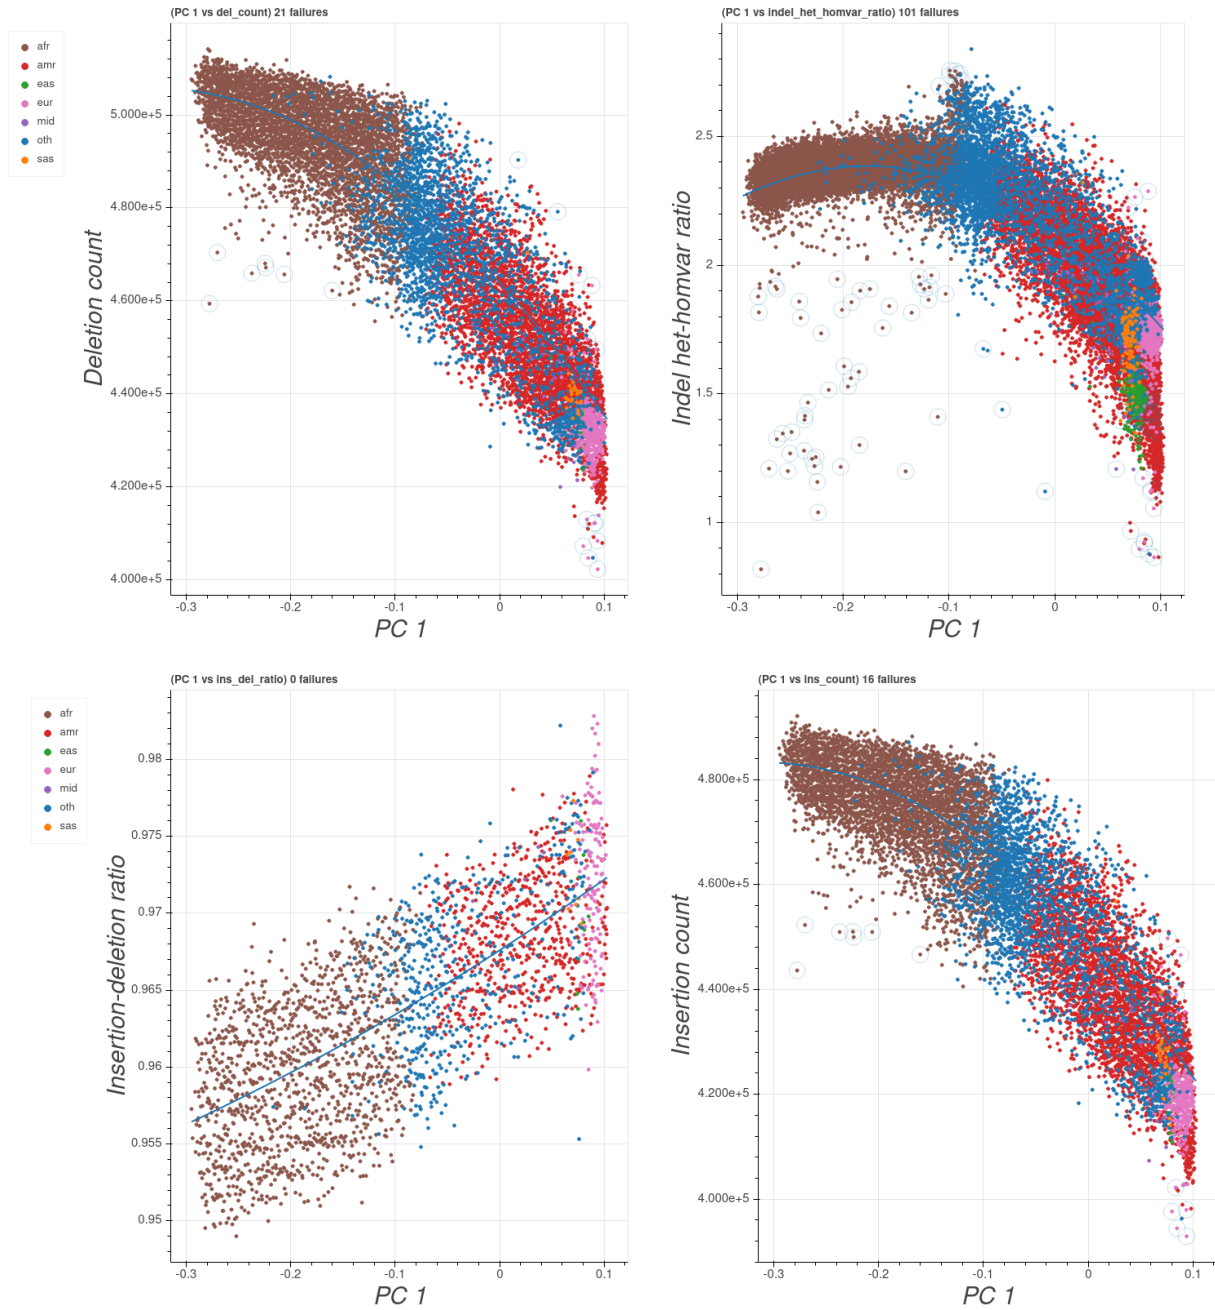 (PC 1 vs del_count) 21 failures
afr
amr
eas
eur
mid
oth
sas
5.000e+5
4.800e+5
4.600e+5
4.400e+5
4.200e+5
4.000e+5
Deletion count
-0.3
-0.2
-0.1
0
0.1
PC 1
(PC 1 vs indel_het_homvar_ratio) 101 failures
2.5
2
1.5
1
Indel het-homvar ratio
-0.3
-0.2
-0.1
0
0.1
PC 1
(PC 1 vs ins_del_ratio) 0 failures
afr
amr
eas
eur
mid
oth
sas
0.98
0.975
0.97
0.965
0.96
0.955
0.95
Insertion-deletion ratio
-0.3
-0.2
-0.1
0
0.1
PC 1
(PC 1 vs ins_count) 16 failures
4.800e+5
4.600e+5
4.400e+5
4.200e+5
4.000e+5
Insertion count
-0.3
-0.2
-0.1
0
0.1
PC 1